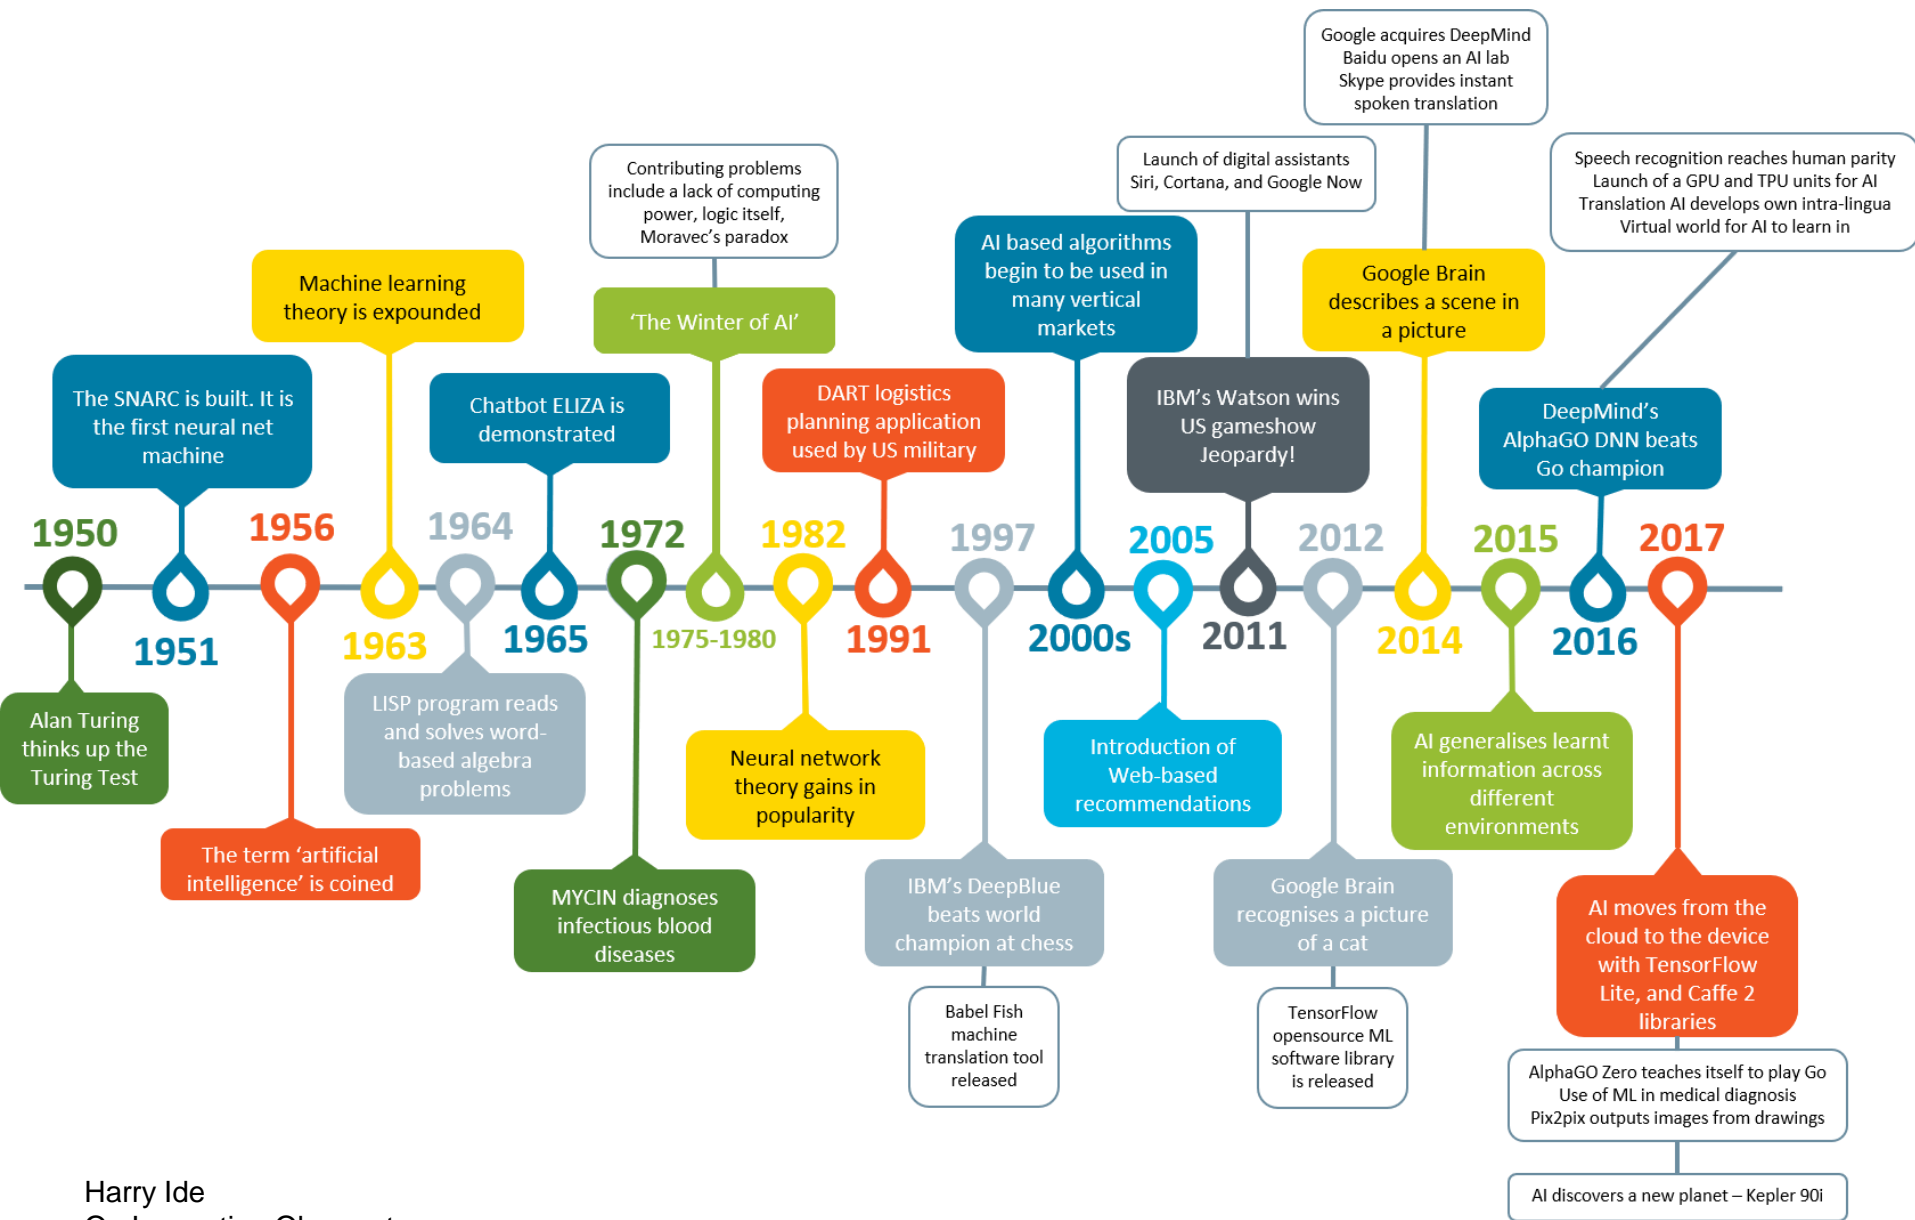 Google acquires DeepMind
Baidu opens an AI lab
Skype provides instant
spoken translation
Contributing problems
include a lack of computing
power, logic itself,
Moravec's paradox
Launch of digital assistants
Siri, Cortana, and Google Now
Speech recognition reaches human parity
Launch of a GPU and TPU units for AI
Translation AI develops own intra-lingua
Virtual world for AI to learn in
The SNARC is built. It is
the first neural net
machine
Machine learning
theory is expounded
Chatbot ELIZA is
demonstrated
'The Winter of AI'
DART logistics
planning application
used by US military
AI based algorithms
begin to be used in
many vertical
markets
IBM's Watson wins
US gameshow
Jeopardy!
Google Brain
describes a scene in
a picture
DeepMind's
AlphaGO DNN beats
Go champion
1950
1951
1956
1963
1964
1965
1972
1975-1980
1982
1991
1997
2000s
2005
2011
2012
2014
2015
2016
2017
Alan Turing
thinks up the
Turing Test
The term 'artificial
intelligence' is coined
LISP program reads
and solves word-
based algebra
problems
MYCIN diagnoses
infectious blood
diseases
Neural network
theory gains in
popularity
IBM's DeepBlue
beats world
champion at chess
Babel Fish
machine
translation tool
released
Introduction of
Web-based
recommendations
Google Brain
recognises a picture
of a cat
TensorFlow
opensource ML
software library
is released
AI generalises learnt
information across
different
environments
AI moves from the
cloud to the device
with TensorFlow
Lite, and Caffe 2
libraries
AlphaGO Zero teaches itself to play Go
Use of ML in medical diagnosis
Pix2pix outputs images from drawings
AI discovers a new planet – Kepler 90i
Harry Ide